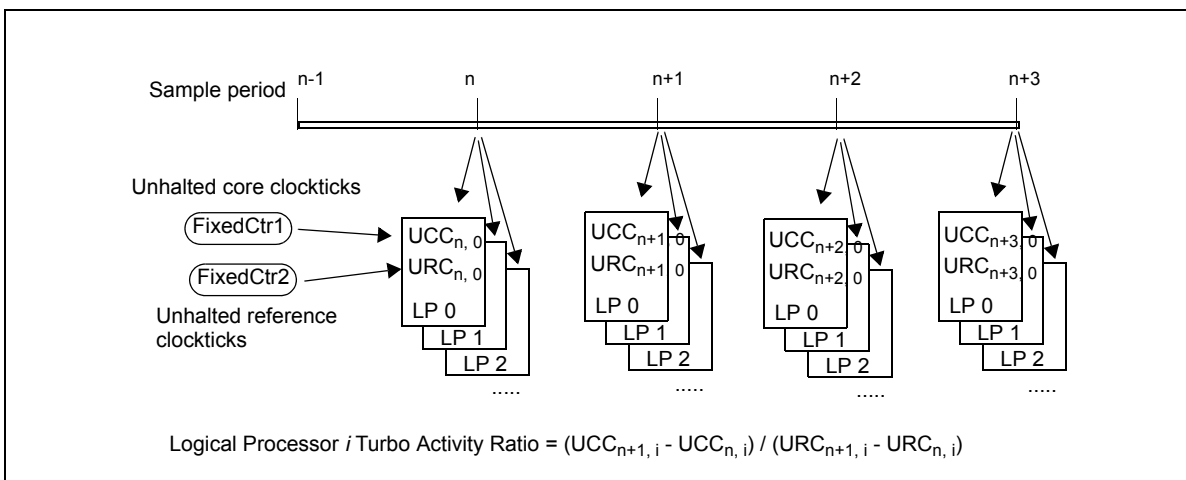 Sample period n-1 n n+1 n+2 n+3
Unhalted core clockticks
FixedCtr1
FixedCtr2
Unhalted reference
clockticks
UCCn, 0
URCn, 0
LP 0
LP 1
LP 2
.....
UCCn+1, 0
URCn+1 0
LP 0
LP 1
LP 2
.....
UCCn+2, 0
URCn+2, 0
LP 0
LP 1
LP 2
.....
UCCn+3, 0
URCn+3, 0
LP 0
LP 1
LP 2
.....
Logical Processor i Turbo Activity Ratio = (UCCn+1, i - UCCn, i) / (URCn+1, i - URCn, i)